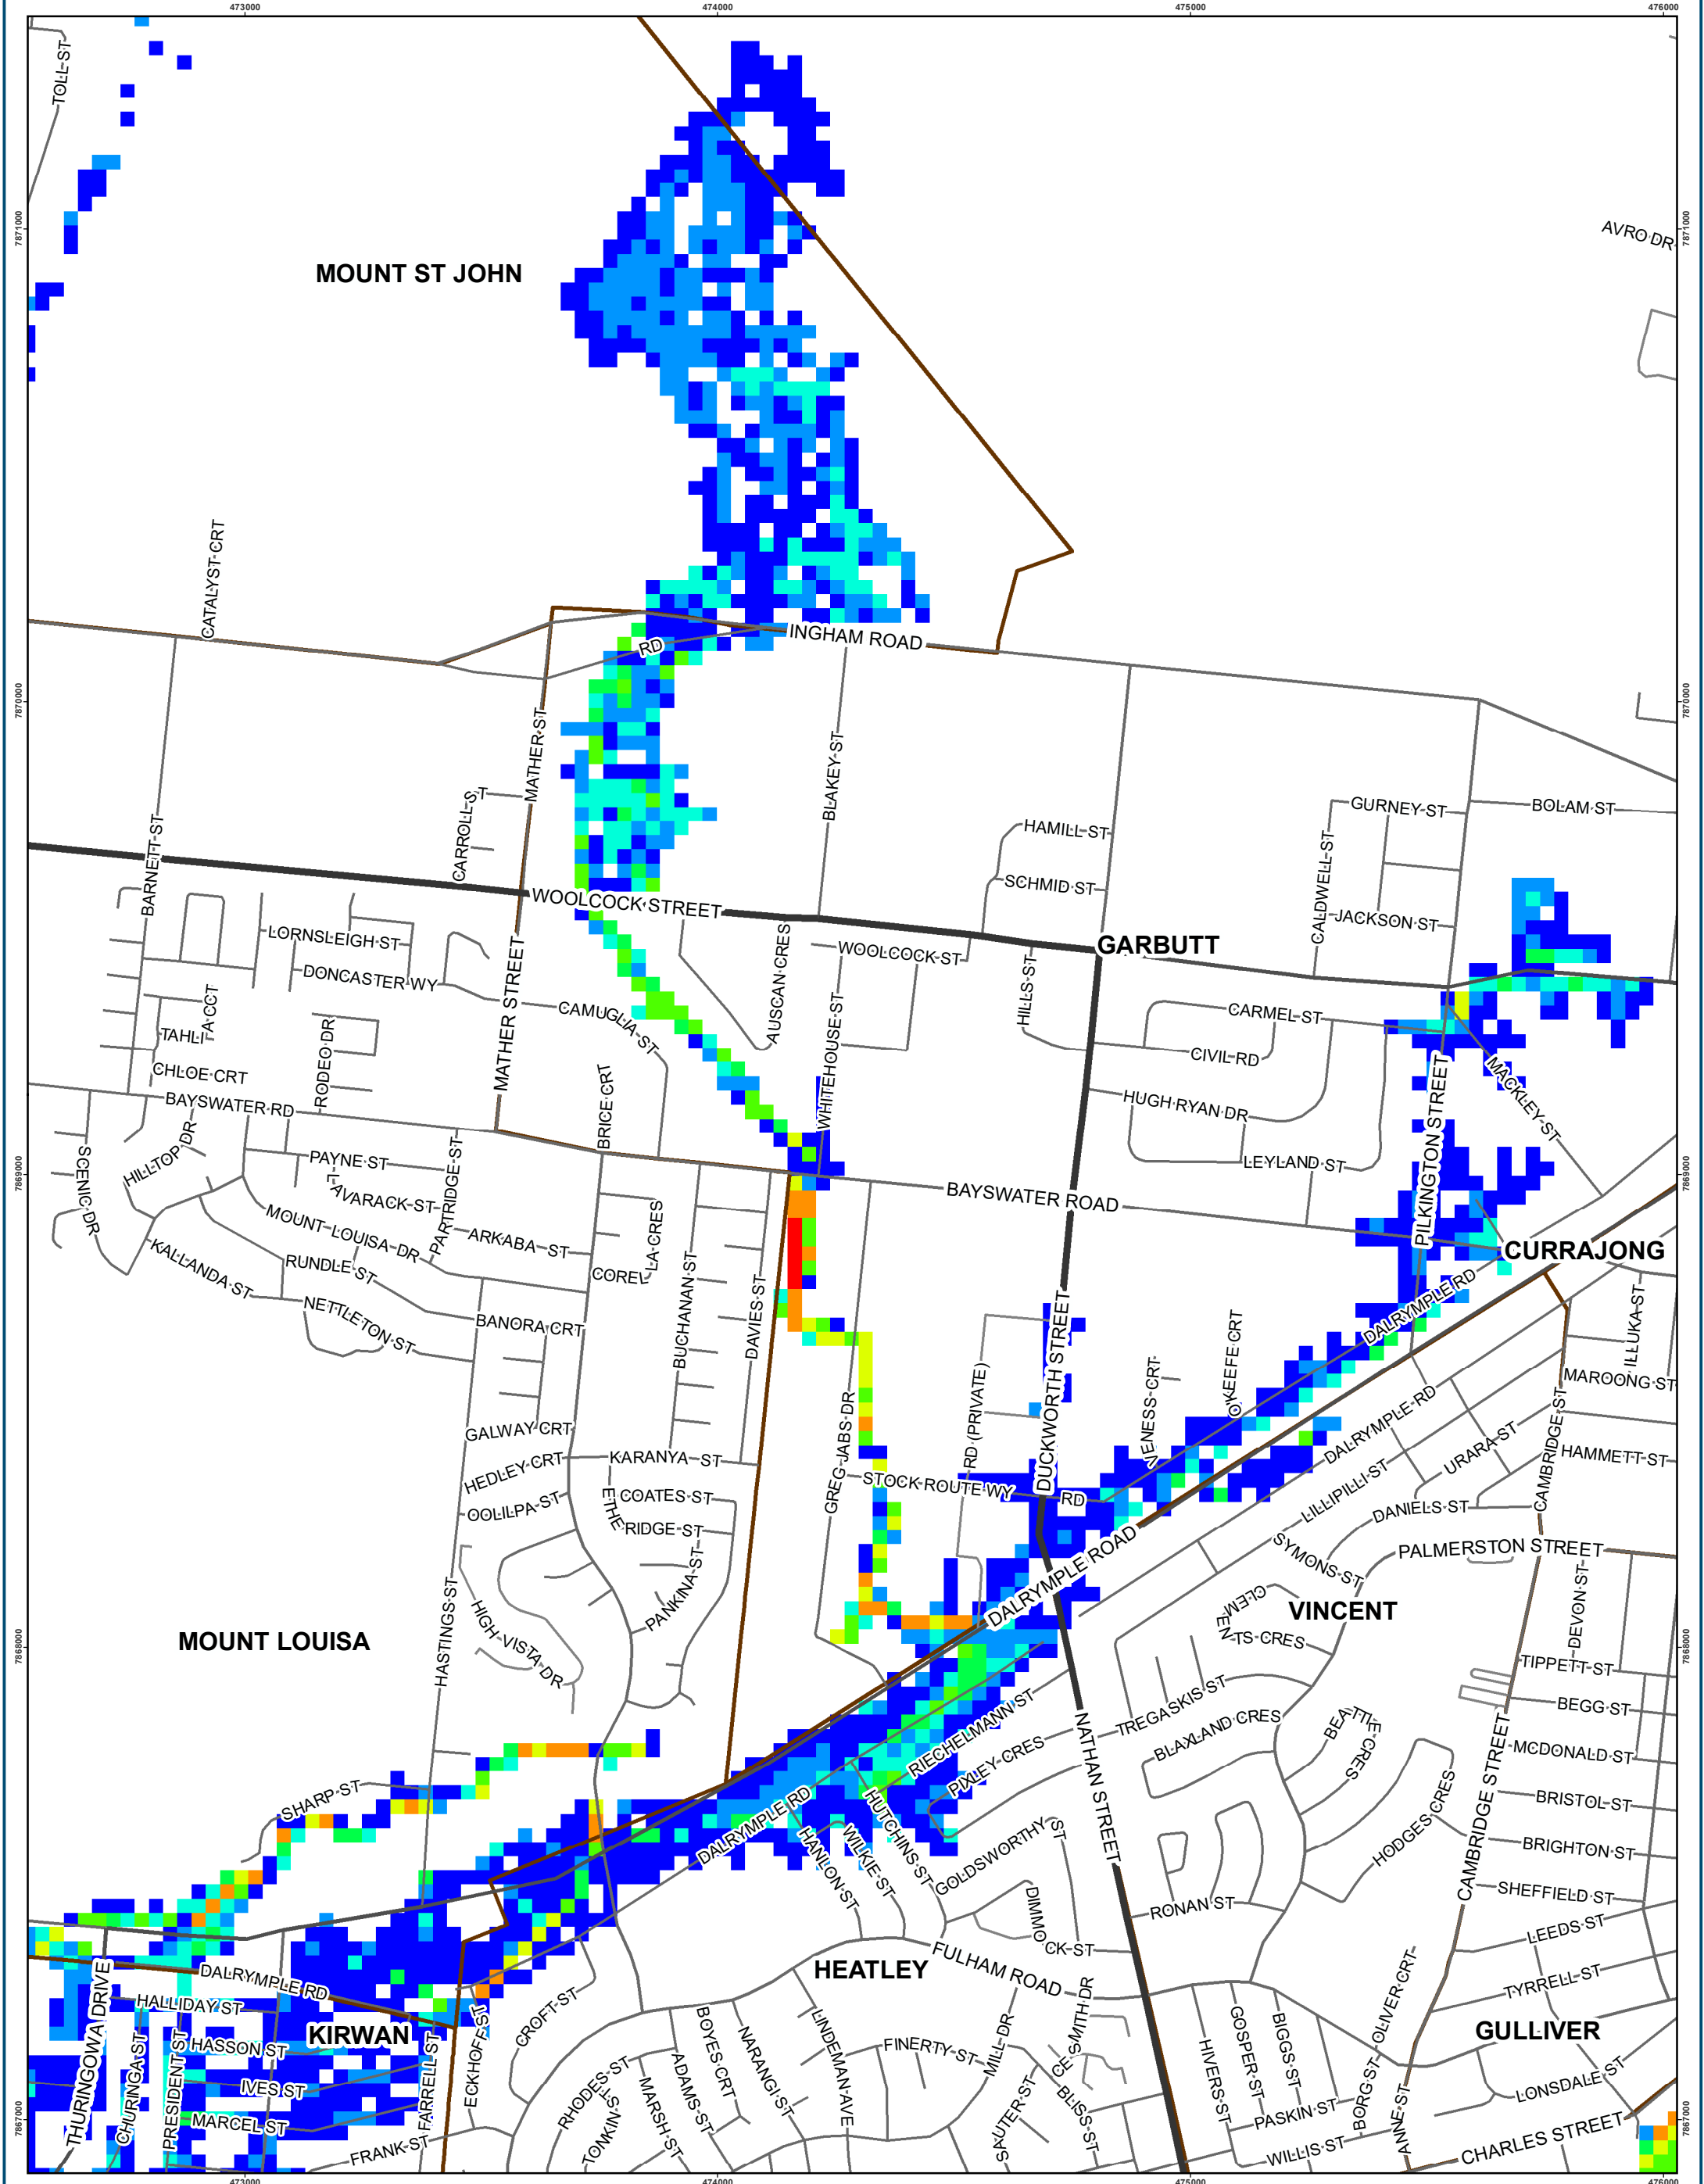 473000
474000
475000
476000
TOLL ST
7871000
7871000
AVRO DR
MOUNT ST JOHN
CATALYST CRT
INGHAM ROAD
RD
7870000
7870000
MATHER ST
BLAKEY ST
CARROLL ST
GURNEY ST
BOLAM ST
HAMILL ST
BARNETT ST
CALDWELL ST
SCHMID ST
WOOLCOCK STREET
JACKSON ST
LORNSLEIGH ST
GARBUTT
AUSCAN CRES
WOOLCOCK ST
DONCASTER WY
MATHER STREET
HILLS ST
CAMUGLIA ST
CARMEL ST
TAHLITA CCT
WHITEHOUSE ST
RODEO DR
CIVIL RD
CHLOE CRT
PILKINGTON STREET
MACKLEY ST
BAYSWATER RD
BRICE CRT
HUGH RYAN DR
HILLTOP DR
SCENIC DR
PAYNE ST
PARTRIDGE ST
LEYLAND ST
7869000
7869000
LAVARACK ST
BAYSWATER ROAD
MOUNT LOUISA DR
ARKABA ST
CORELLA CRES
BUCHANAN ST
CURRAJONG
KALLANDA ST
RUNDLE ST
DAVIES ST
DALRYMPLE RD
NETTLETON ST
BANORA CRT
DUCKWORTH STREET
ILLUKA ST
O KEEFE CRT
VENESS CRT
MAROONG ST
GREG JABS DR
RD (PRIVATE)
DALRYMPLE RD
CAMBRIDGE ST
GALWAY CRT
URARA ST
HAMMETT ST
HEDLEY CRT
KARANYA ST
STOCK ROUTE WY
RD
LILLIPILLI ST
OOLILPA ST
COATES ST
ETHERIDGE ST
DANIELS ST
DALRYMPLE ROAD
SYMONS ST
PALMERSTON STREET
PANKINA ST
HASTINGS ST
HIGH VISTA DR
CLEMENTS CRES
VINCENT
DEVON ST
MOUNT LOUISA
7868000
7868000
TIPPETT ST
RIECHELMANN ST
TREGASKIS ST
BEGG ST
NATHAN STREET
BLAXLAND CRES
BEATTIE CRES
PIXLEY CRES
MCDONALD ST
SHARP ST
HUTCHINS ST
CAMBRIDGE STREET
BRISTOL ST
DALRYMPLE RD
HANLON ST
WILKIE ST
GOLDSWORTHY ST
HODGES CRES
BRIGHTON ST
DIMMOCK ST
SHEFFIELD ST
RONAN ST
LEEDS ST
FULHAM ROAD
HEATLEY
DALRYMPLE RD
THURINGOWA DRIVE
HALLIDAY ST
CROFT ST
TYRRELL ST
OLIVER CRT
KIRWAN
ECKHOFF ST
GULLIVER
CHURINGA ST
PRESIDENT ST
HASSON ST
FARRELL ST
BOYES CRT
NARANGI ST
LINDEMAN AVE
FINERTY ST
MILL DR
CE SMITH DR
HIVERS ST
GOSPER ST
BIGGS ST
IVES ST
RHODES ST
TONKIN ST
MARSH ST
ADAMS ST
SAUTER ST
BLISS ST
BORG ST
ANNE ST
LONSDALE ST
PASKIN ST
7867000
7867000
MARCEL ST
FRANK ST
WILLIS ST
CHARLES STREET
473000
474000
475000
476000